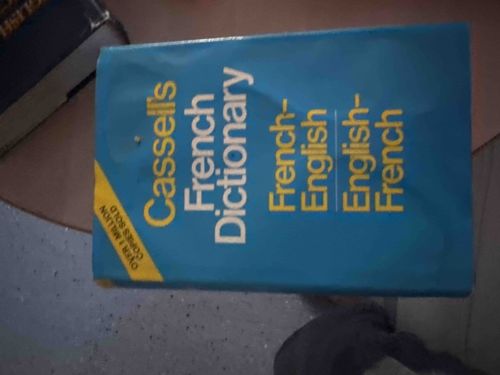 Cassell's
French
Dictionary
French-
English
English-
French
OVER 1 MILLION
COPIES SOLD